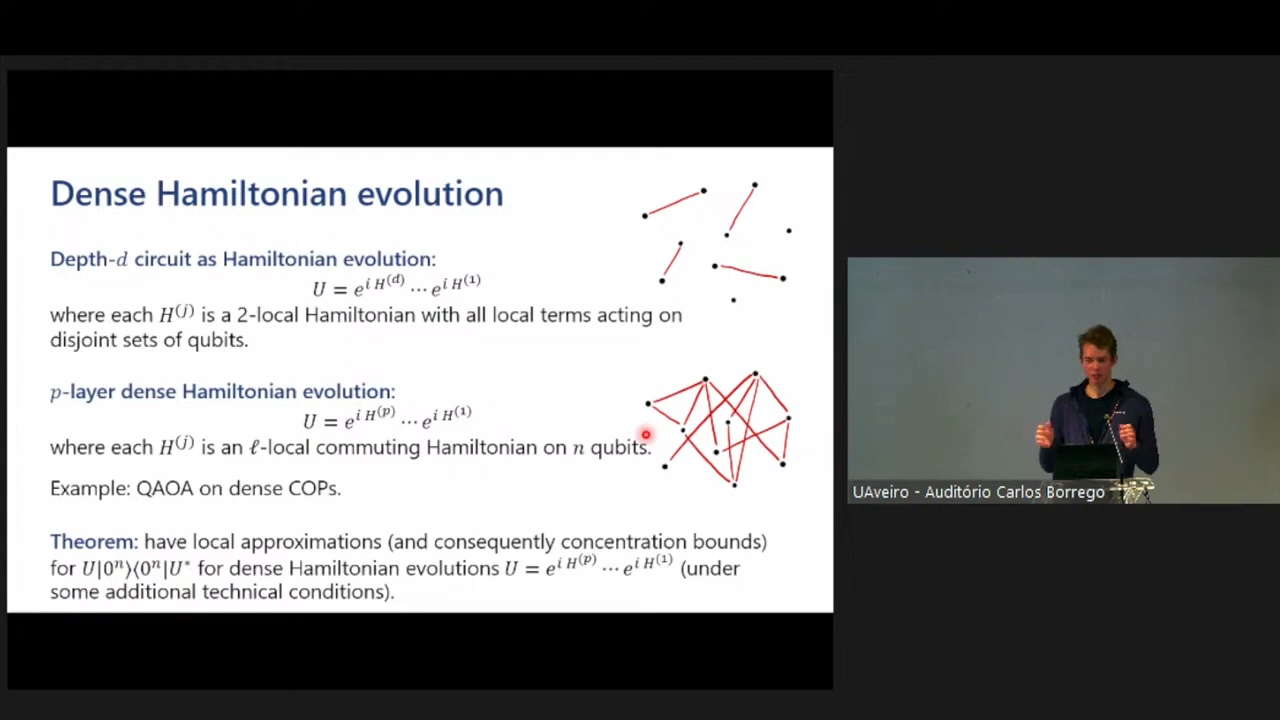 Dense Hamiltonian evolution
Depth-d circuit as Hamiltonian evolution:
U = e^{i H^{(d)}} ⋯ e^{i H^{(1)}}
where each H^{(j)} is a 2-local Hamiltonian with all local terms acting on
disjoint sets of qubits.
p-layer dense Hamiltonian evolution:
U = e^{i H^{(p)}} ⋯ e^{i H^{(1)}}
where each H^{(j)} is an ℓ-local commuting Hamiltonian on n qubits.
Example: QAOA on dense COPs.
Theorem: have local approximations (and consequently concentration bounds)
for U|0ⁿ⟩⟨0ⁿ|U* for dense Hamiltonian evolutions U = e^{i H^{(p)}} ⋯ e^{i H^{(1)}} (under
some additional technical conditions).
UAveiro - Auditório Carlos Borrego